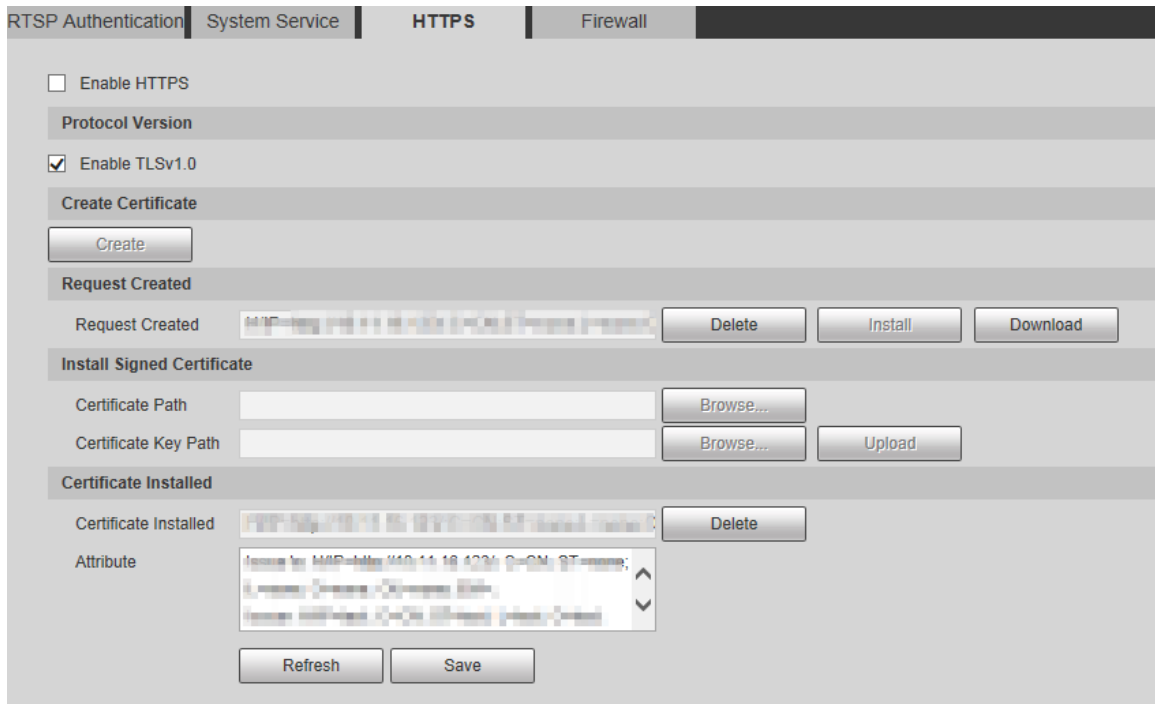 RTSP Authentication System Service HTTPS Firewall
Enable HTTPS
Protocol Version
Enable TLSv1.0
Create Certificate
Create
Request Created
Request Created Delete Install Download
Install Signed Certificate
Certificate Path Browse...
Certificate Key Path Browse... Upload
Certificate Installed
Certificate Installed Delete
Attribute
Refresh Save